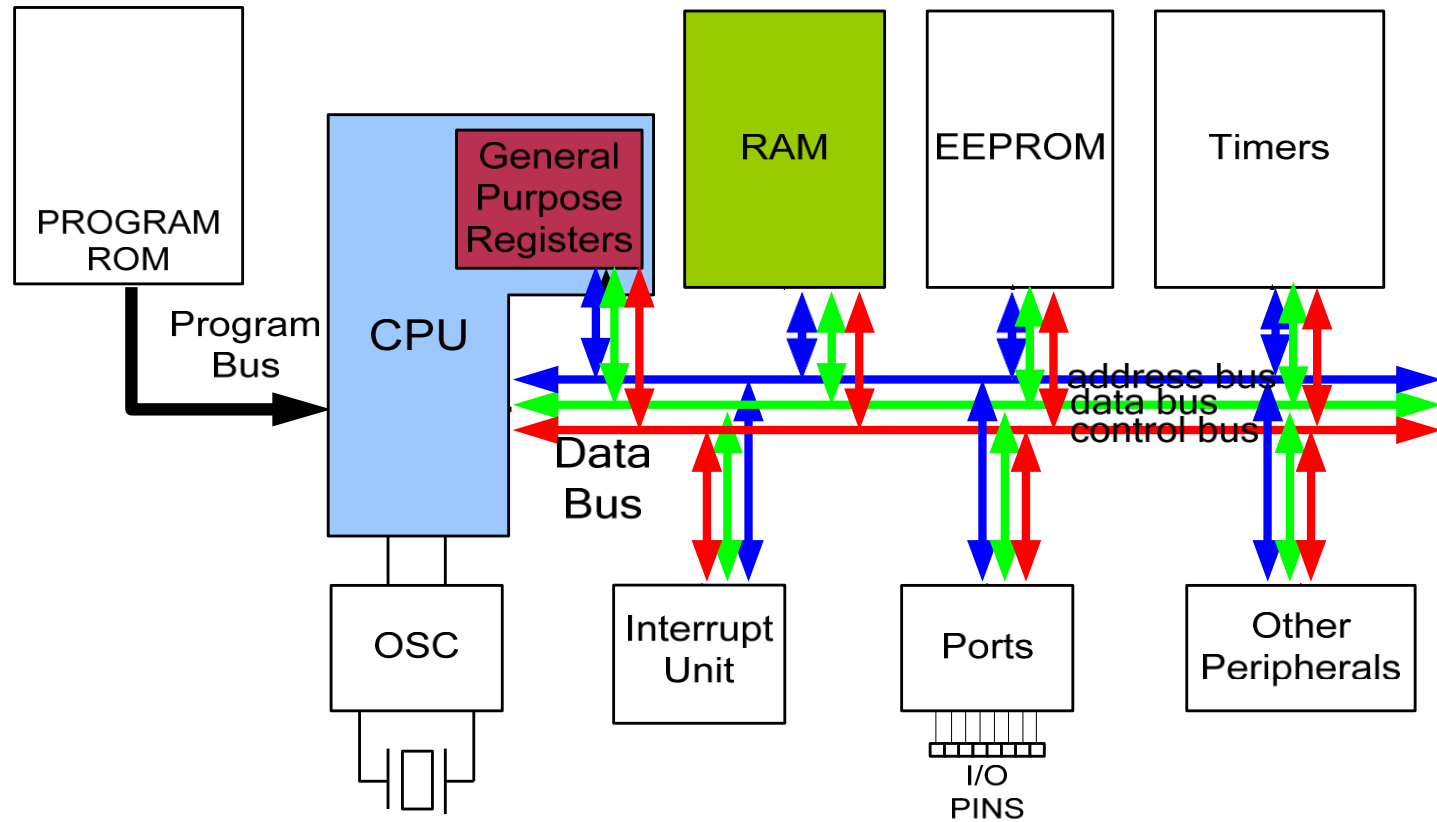 PROGRAM
ROM
Program
Bus
CPU
General
Purpose
Registers
RAM
EEPROM
Timers
address bus
data bus
control bus
Data
Bus
OSC
Interrupt
Unit
Ports
I/O
PINS
Other
Peripherals